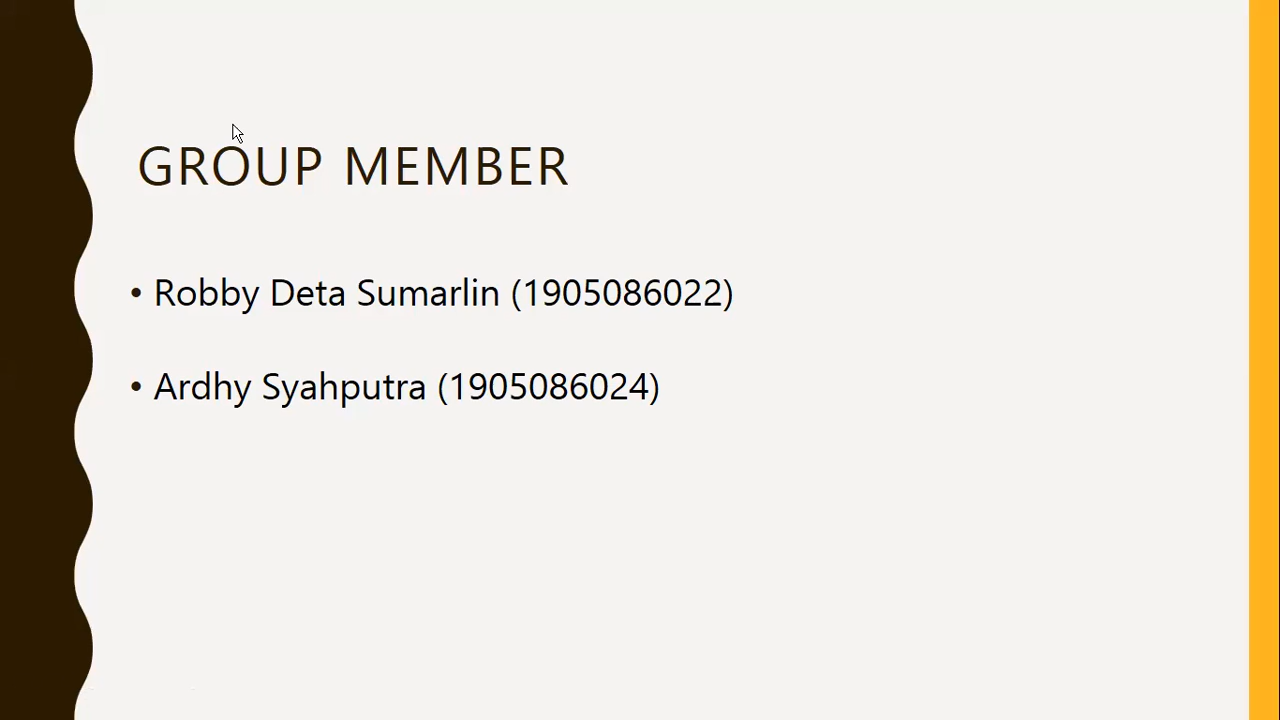 GROUP MEMBER
• Robby Deta Sumarlin (1905086022)
• Ardhy Syahputra (1905086024)